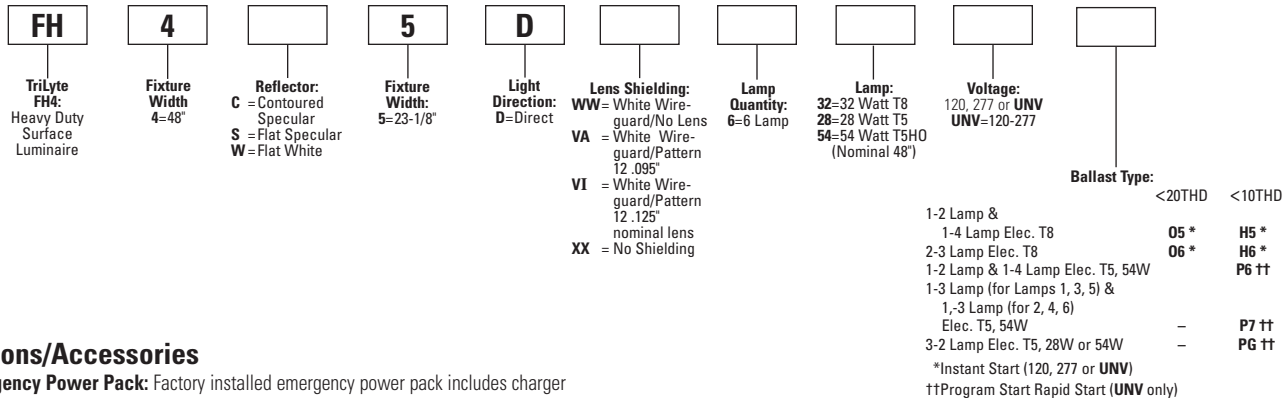 FH 4 5 D
TriLyte
FH4:
Heavy Duty
Surface
Luminaire
Fixture
Width
4=48"
Reflector:
C = Contoured
Specular
S = Flat Specular
W = Flat White
Fixture
Width:
5=23-1/8"
Light
Direction:
D=Direct
Lens Shielding:
WW= White Wire-
guard/No Lens
VA = White Wire-
guard/Pattern
12 .095"
VI = White Wire-
guard/Pattern
12 .125"
nominal lens
XX = No Shielding
Lamp
Quantity:
6=6 Lamp
Lamp:
32=32 Watt T8
28=28 Watt T5
54=54 Watt T5HO
(Nominal 48")
Voltage:
120, 277 or UNV
UNV=120-277
Ballast Type:
<20THD <10THD
1-2 Lamp &
1-4 Lamp Elec. T8 O5 * H5 *
2-3 Lamp Elec. T8 O6 * H6 *
1-2 Lamp & 1-4 Lamp Elec. T5, 54W P6 ††
1-3 Lamp (for Lamps 1, 3, 5) &
1,-3 Lamp (for 2, 4, 6)
Elec. T5, 54W – P7 ††
3-2 Lamp Elec. T5, 28W or 54W – PG ††
*Instant Start (120, 277 or UNV)
††Program Start Rapid Start (UNV only)
ons/Accessories
gency Power Pack: Factory installed emergency power pack includes charger